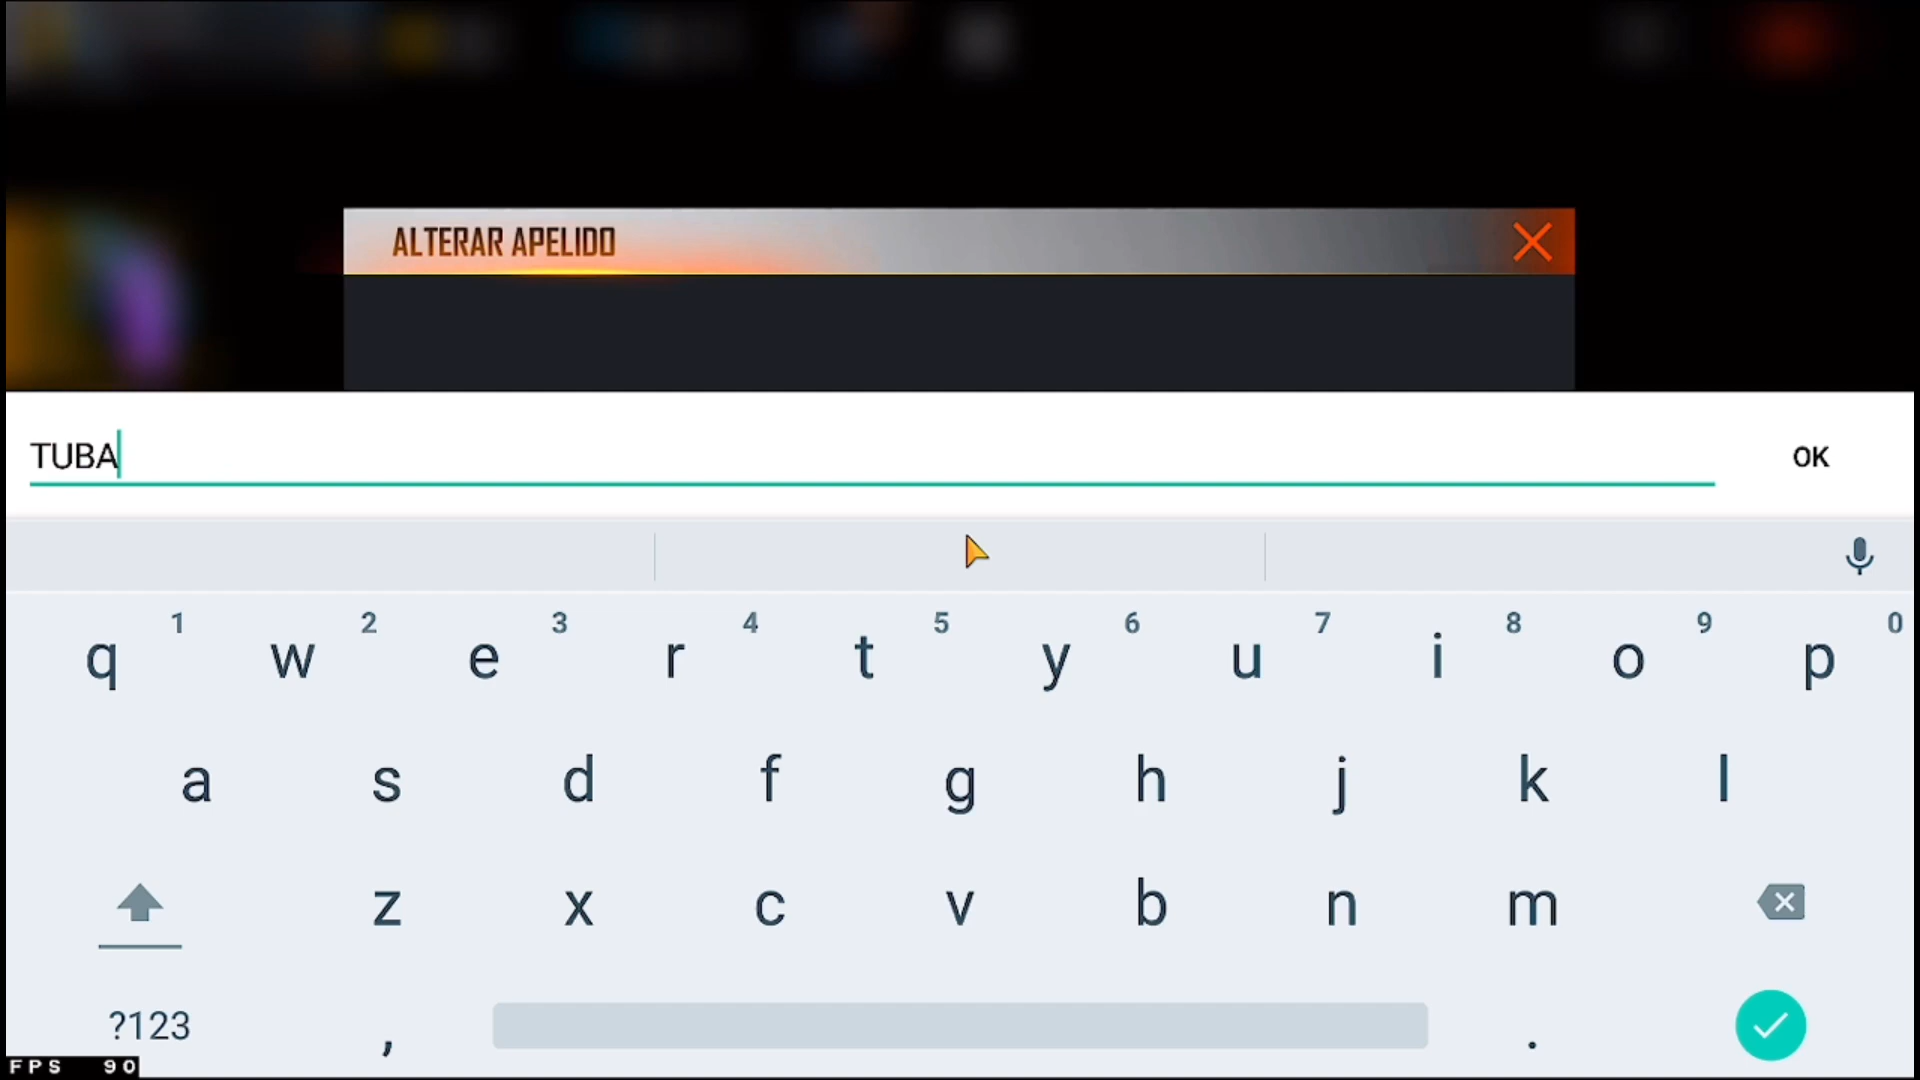 ALTERAR APELIDO
TUBA
OK
1 2 3 4 5 6 7 8 9 0
q w e r t y u i o p
a s d f g h j k l
z x c v b n m
?123 , .
FPS 90